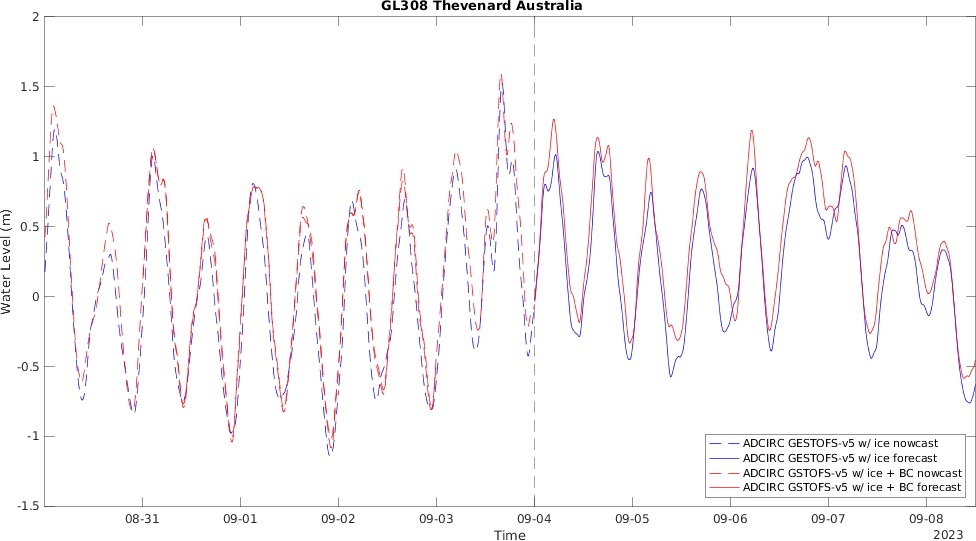 GL308 Thevenard Australia
2
1.5
1
0.5
0
-0.5
-1
-1.5
Water Level (m)
08-31
09-01
09-02
09-03
09-04
09-05
09-06
09-07
09-08
Time
2023
ADCIRC GESTOFS-v5 w/ ice nowcast
ADCIRC GESTOFS-v5 w/ ice forecast
ADCIRC GSTOFS-v5 w/ ice + BC nowcast
ADCIRC GSTOFS-v5 w/ ice + BC forecast